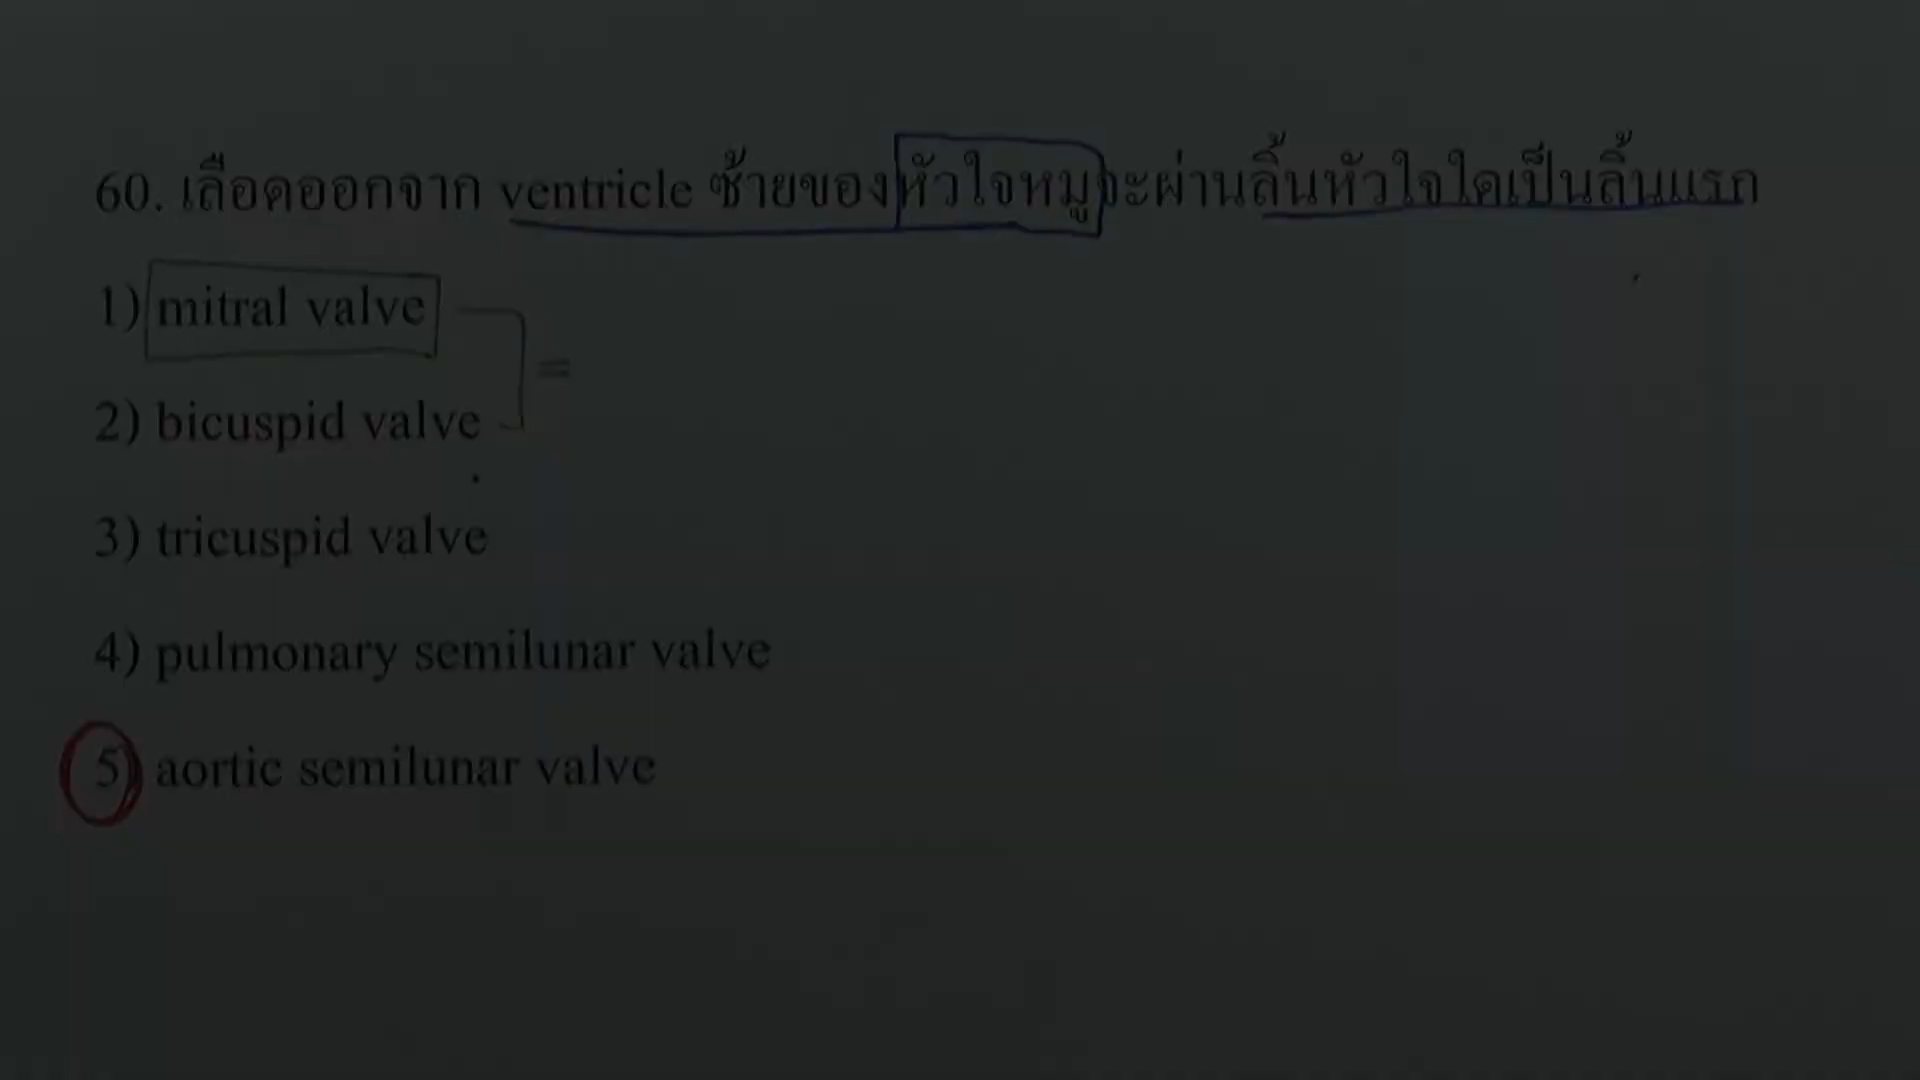 60. เลือดออกจาก ventricle ซ้ายของหัวใจหมูจะผ่านลิ้นหัวใจใดเป็นลิ้นแรก
1) mitral valve
=
2) bicuspid valve
3) tricuspid valve
4) pulmonary semilunar valve
5) aortic semilunar valve